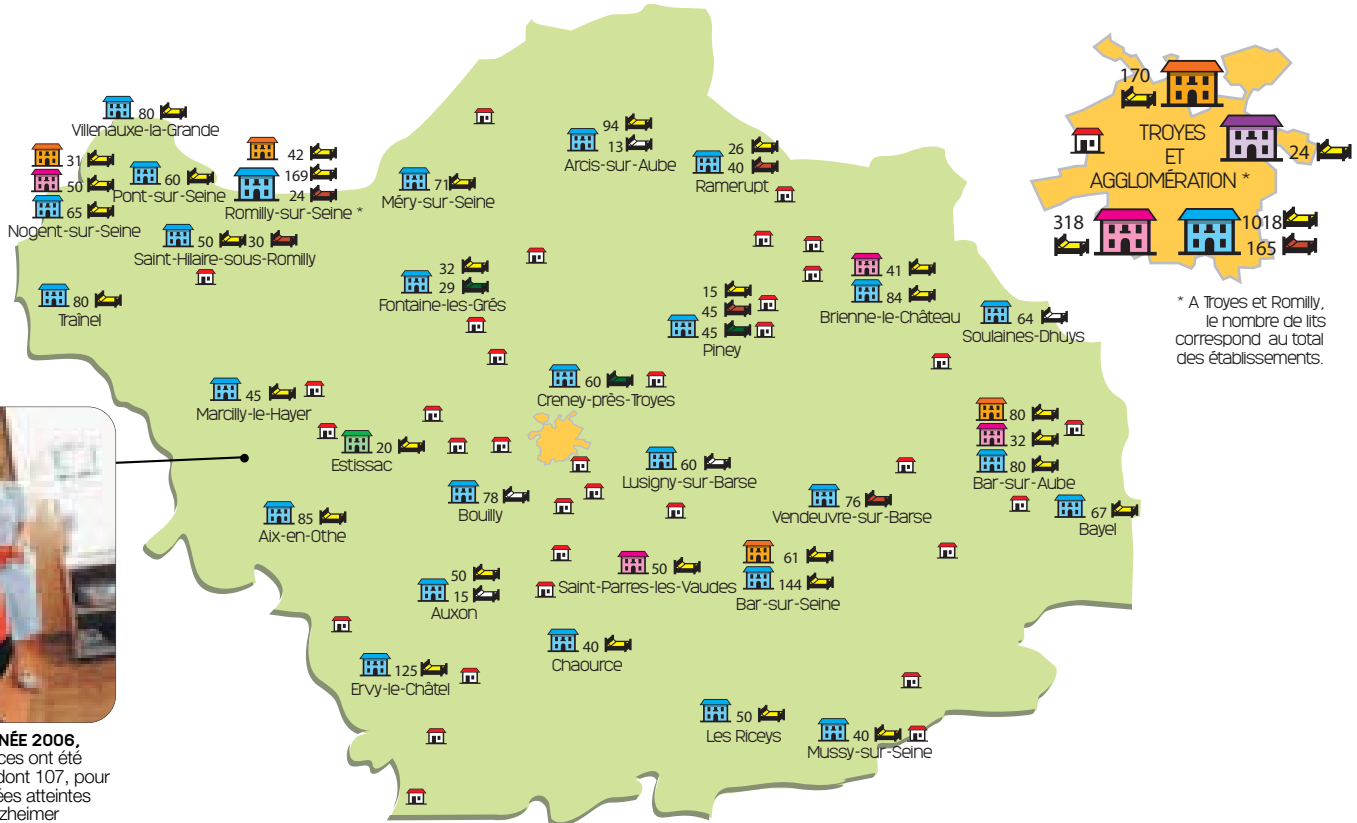 80
Villenauxe-la-Grande
31
50
65
Nogent-sur-Seine
60
Pont-sur-Seine
42
169
24
Romilly-sur-Seine *
50 30
Saint-Hilaire-sous-Romilly
71
Méry-sur-Seine
94
13
Arcis-sur-Aube
26
40
Ramerupt
80
Traînel
32
29
Fontaine-les-Grés
15
45
45
Piney
41
84
Brienne-le-Château
64
Soulaines-Dhuys
45
Marcilly-le-Hayer
60
Creney-près-Troyes
20
Estissac
80
32
80
Bar-sur-Aube
60
Lusigny-sur-Barse
78
Bouilly
76
Vendeuvre-sur-Barse
67
Bayel
85
Aix-en-Othe
50
Saint-Parres-les-Vaudes
61
144
Bar-sur-Seine
50
15
Auxon
40
Chaource
125
Ervy-le-Châtel
50
Les Riceys
40
Mussy-sur-Seine
170
TROYES
ET
AGGLOMÉRATION *
24
318
1018
165
* A Troyes et Romilly,
le nombre de lits
correspond au total
des établissements.
NÉE 2006,
ces ont été
dont 107, pour
ées atteintes
zheimer